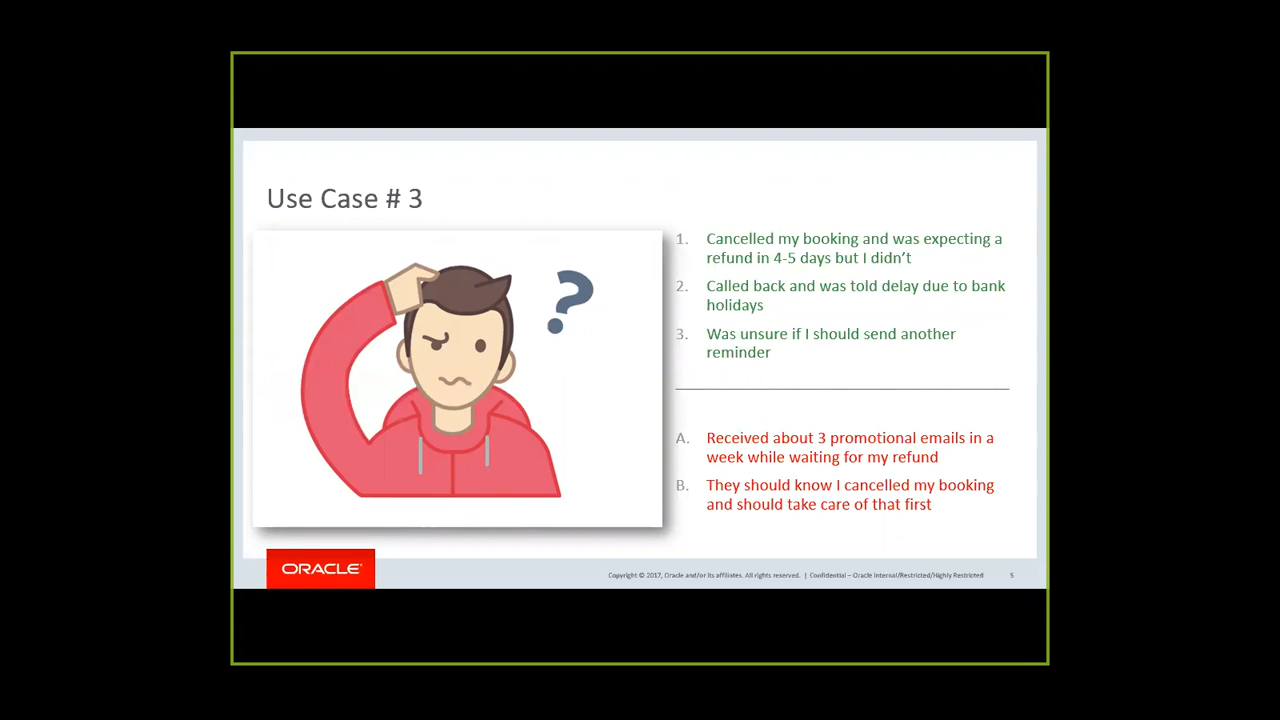 Use Case # 3
?
1. Cancelled my booking and was expecting a
refund in 4-5 days but I didn’t
2. Called back and was told delay due to bank
holidays
3. Was unsure if I should send another
reminder
A. Received about 3 promotional emails in a
week while waiting for my refund
B. They should know I cancelled my booking
and should take care of that first
ORACLE
Copyright © 2017, Oracle and/or its affiliates. All rights reserved. | Confidential – Oracle Internal/Restricted/Highly Restricted 5